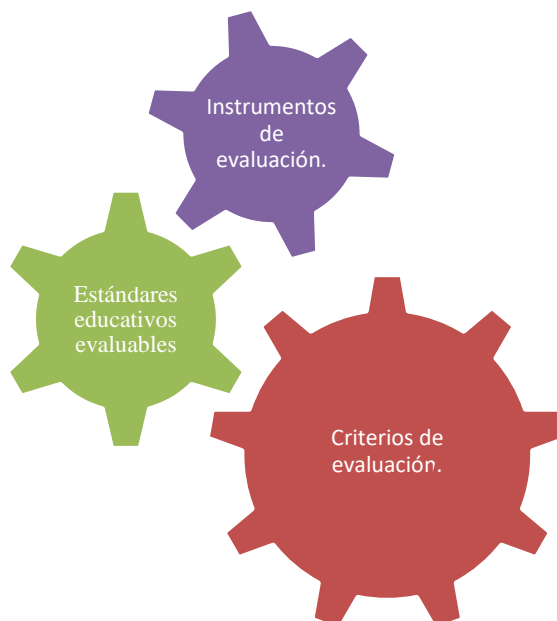 Instrumentos
de
evaluación.
Estándares
educativos
evaluables
Criterios de
evaluación.